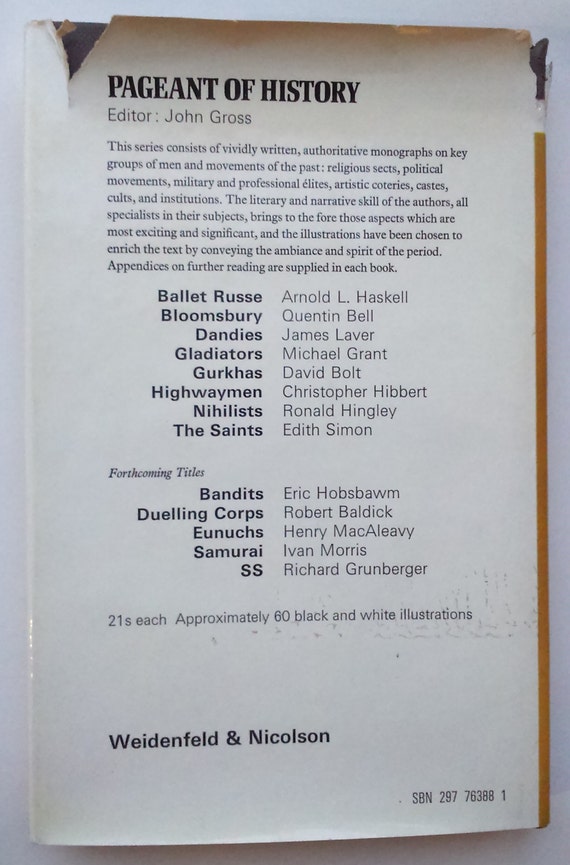 PAGEANT OF HISTORY
Editor: John Gross
This series consists of vividly written, authoritative monographs on key
groups of men and movements of the past: religious sects, political
movements, military and professional élites, artistic coteries, castes,
cults, and institutions. The literary and narrative skill of the authors, all
specialists in their subjects, brings to the fore those aspects which are
most exciting and significant, and the illustrations have been chosen to
enrich the text by conveying the ambiance and spirit of the period.
Appendices on further reading are supplied in each book.
Ballet Russe Arnold L. Haskell
Bloomsbury Quentin Bell
Dandies James Laver
Gladiators Michael Grant
Gurkhas David Bolt
Highwaymen Christopher Hibbert
Nihilists Ronald Hingley
The Saints Edith Simon
Forthcoming Titles
Bandits Eric Hobsbawm
Duelling Corps Robert Baldick
Eunuchs Henry MacAleavy
Samurai Ivan Morris
SS Richard Grunberger
21s each Approximately 60 black and white illustrations
Weidenfeld & Nicolson
SBN 297 76388 1